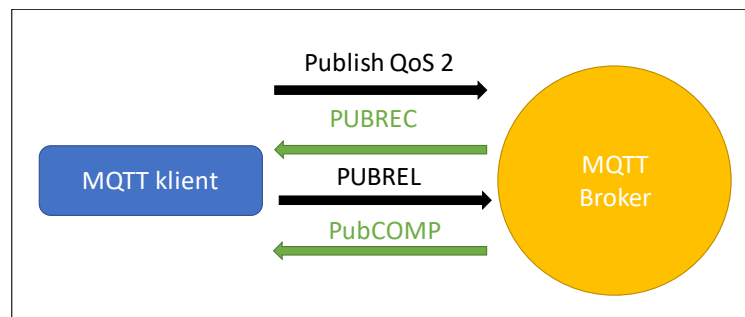 Publish QoS 2
PUBREC
MQTT klient
PUBREL
PubCOMP
MQTT
Broker